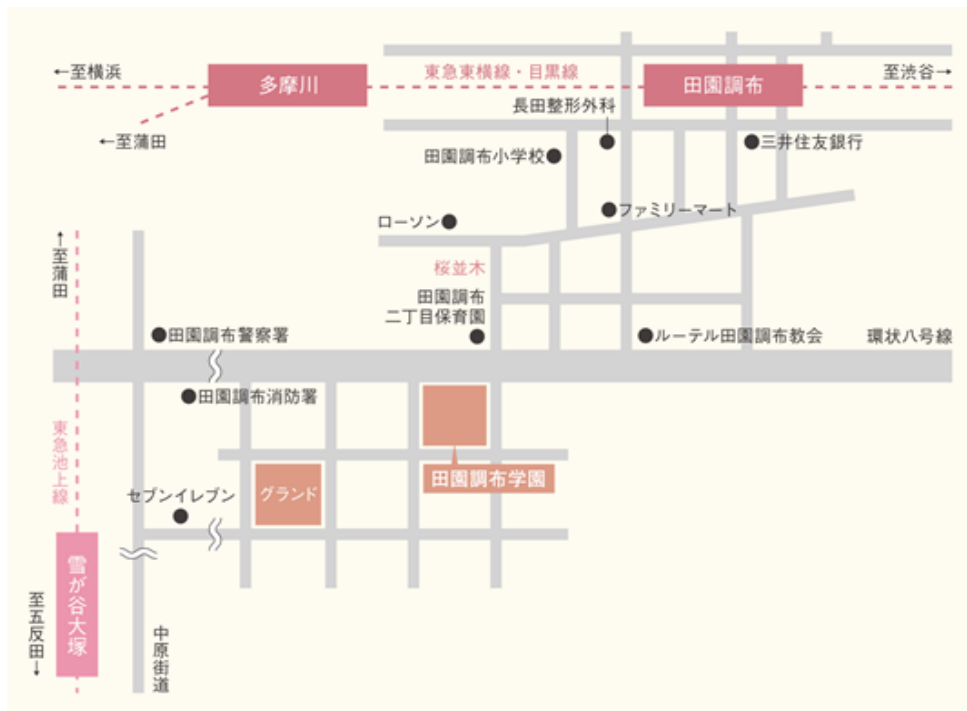 ←至横浜
多摩川
東急東横線・目黒線
田園調布
至渋谷→
長田整形外科
←至蒲田
田園調布小学校
三井住友銀行
ファミリーマート
ローソン
↑至蒲田
桜並木
田園調布
二丁目保育園
田園調布警察署
ルーテル田園調布教会
環状八号線
田園調布消防署
東急池上線
田園調布学園
グランド
セブンイレブン
雪が谷大塚
至五反田→
中原街道